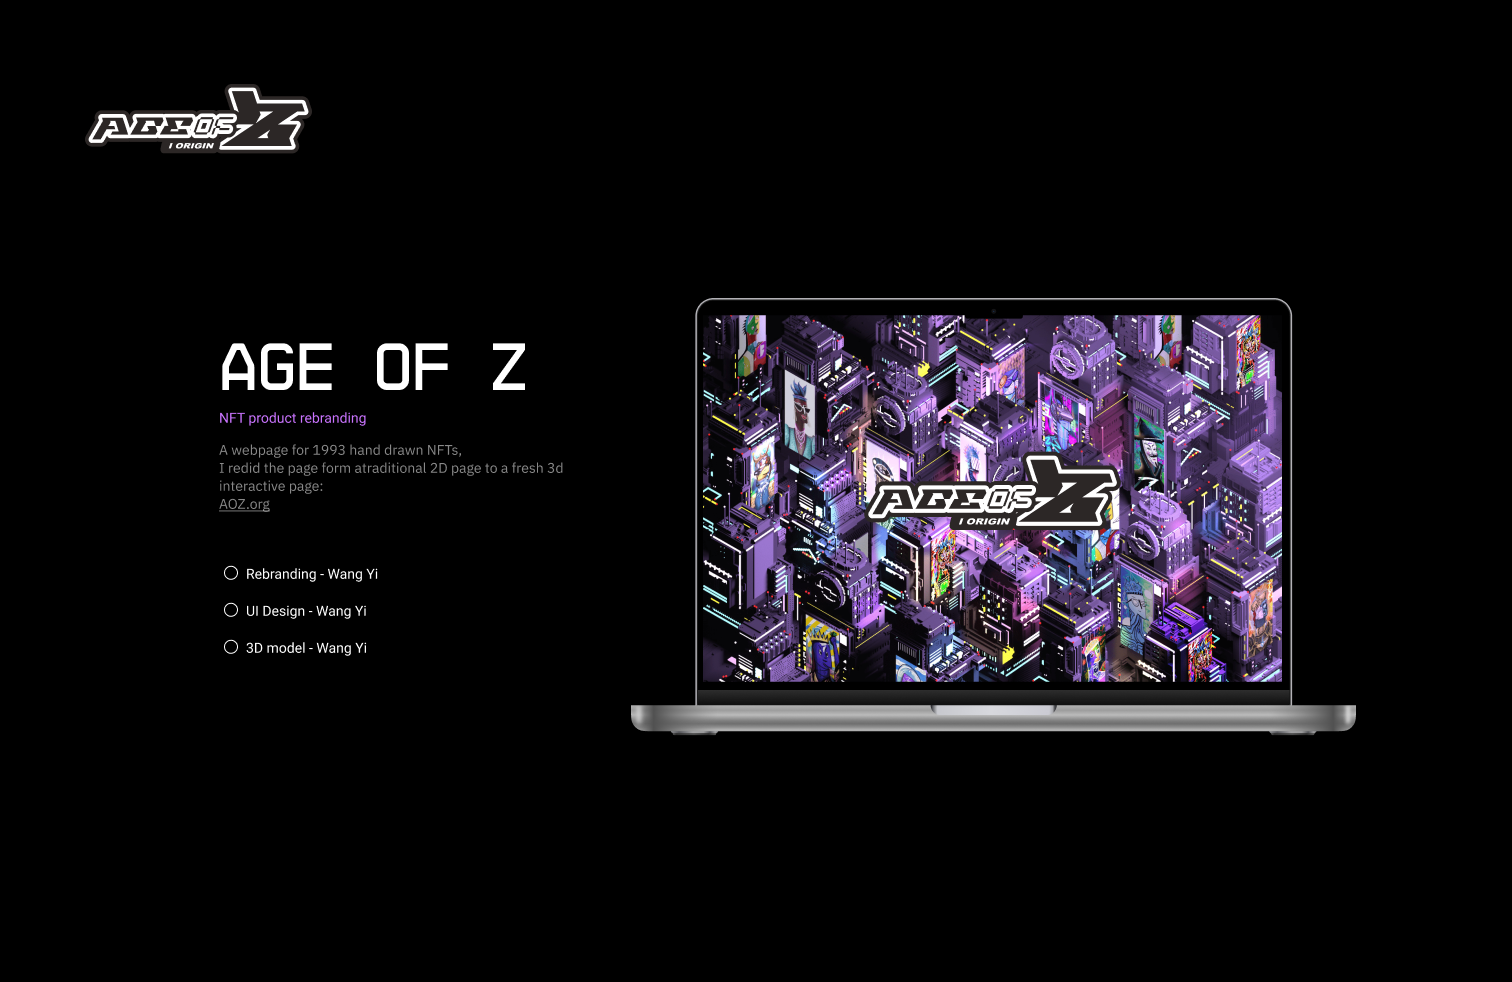 AGE OF Z
I ORIGIN
AGE OF Z
NFT product rebranding
A webpage for 1993 hand drawn NFTs,
I redid the page form atraditional 2D page to a fresh 3d
interactive page:
AOZ.org
Rebranding - Wang Yi
UI Design - Wang Yi
3D model - Wang Yi
AGE OF Z
I ORIGIN